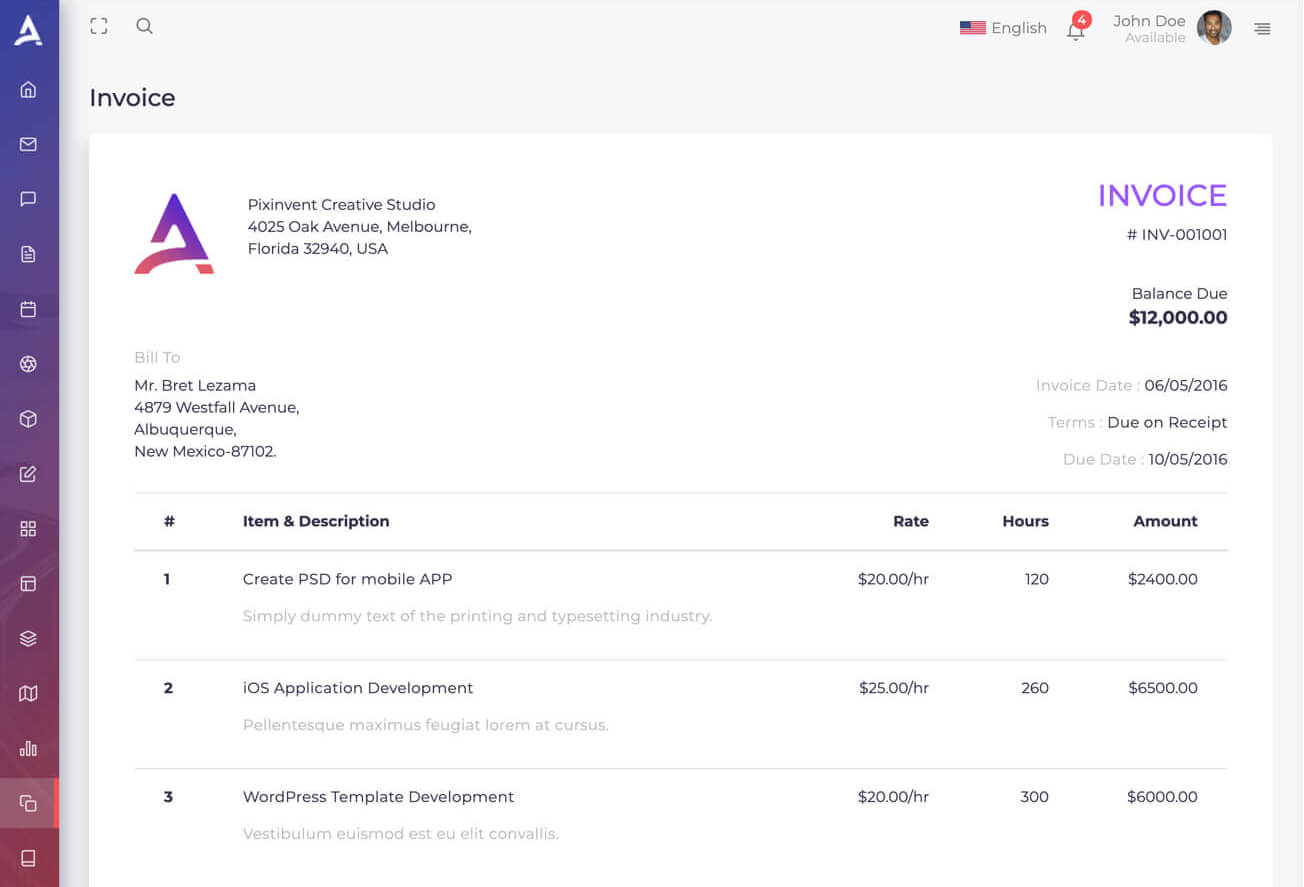 English
4
John Doe
Available
Invoice
Pixinvent Creative Studio
4025 Oak Avenue, Melbourne,
Florida 32940, USA
INVOICE
# INV-001001
Balance Due
$12,000.00
Bill To
Mr. Bret Lezama
4879 Westfall Avenue,
Albuquerque,
New Mexico-87102.
Invoice Date : 06/05/2016
Terms : Due on Receipt
Due Date : 10/05/2016
# Item & Description Rate Hours Amount
1 Create PSD for mobile APP $20.00/hr 120 $2400.00
Simply dummy text of the printing and typesetting industry.
2 iOS Application Development $25.00/hr 260 $6500.00
Pellentesque maximus feugiat lorem at cursus.
3 WordPress Template Development $20.00/hr 300 $6000.00
Vestibulum euismod est eu elit convallis.